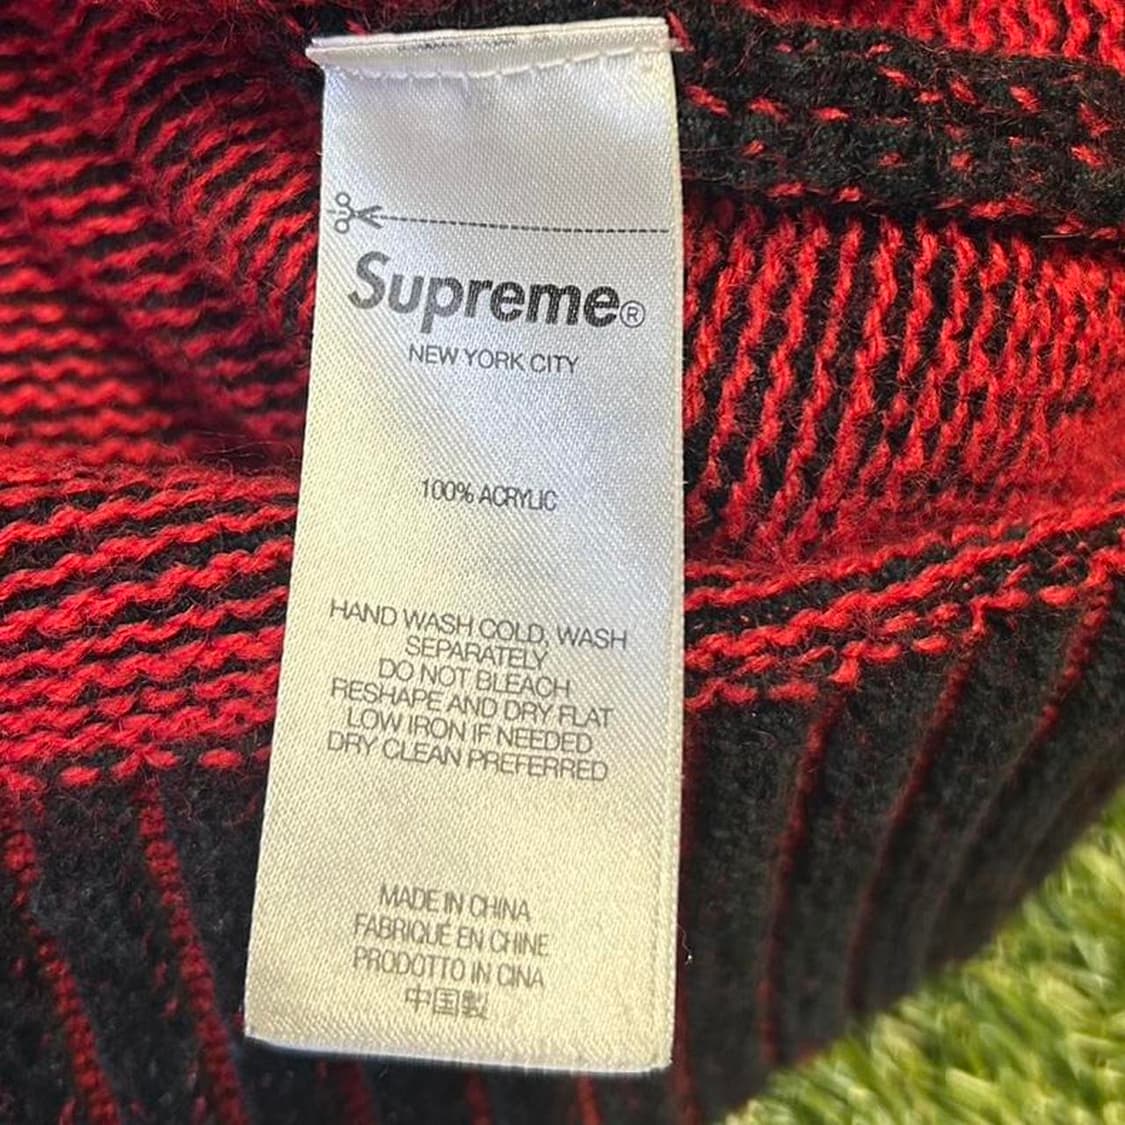 Supreme®
NEW YORK CITY
100% ACRYLIC
HAND WASH COLD, WASH
SEPARATELY
DO NOT BLEACH
RESHAPE AND DRY FLAT
LOW IRON IF NEEDED
DRY CLEAN PREFERRED
MADE IN CHINA
FABRIQUÉ EN CHINE
PRODOTTO IN CINA
中国製